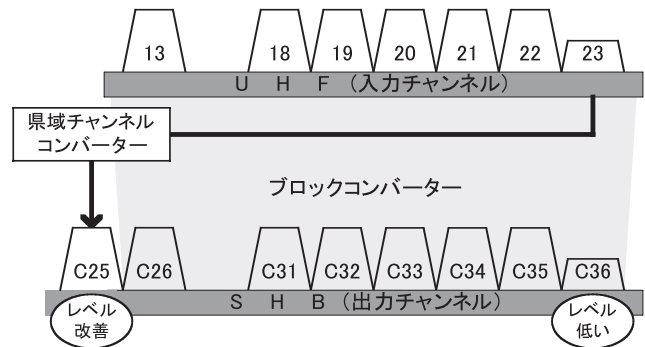 13 18 19 20 21 22 23
UHF(入力チャンネル)
県域チャンネル
コンバーター
ブロックコンバーター
C25 C26 C31 C32 C33 C34 C35 C36
SHB(出力チャンネル)
レベル
改善
レベル
低い